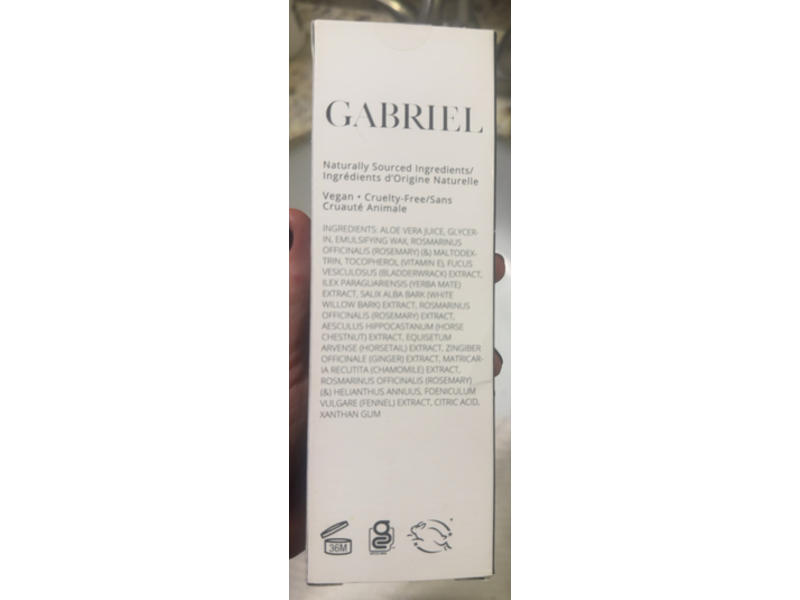 GABRIEL
Naturally Sourced Ingredients/
Ingrédients d'Origine Naturelle
Vegan • Cruelty-Free/Sans
Cruauté Animale
INGREDIENTS: ALOE VERA JUICE, GLYCER-
IN, EMULSIFYING WAX, ROSMARINUS
OFFICINALIS (ROSEMARY) (&) MALTODEX-
TRIN, TOCOPHEROL (VITAMIN E), FUCUS
VESICULOSUS (BLADDERWRACK) EXTRACT,
ILEX PARAGUARIENSIS (YERBA MATE)
EXTRACT, SALIX ALBA BARK (WHITE
WILLOW BARK) EXTRACT, ROSMARINUS
OFFICINALIS (ROSEMARY) EXTRACT,
AESCULUS HIPPOCASTANUM (HORSE
CHESTNUT) EXTRACT, EQUISETUM
ARVENSE (HORSETAIL) EXTRACT, ZINGIBER
OFFICINALE (GINGER) EXTRACT, MATRICAR-
IA RECUTITA (CHAMOMILE) EXTRACT,
ROSMARINUS OFFICINALIS (ROSEMARY)
(&) HELIANTHUS ANNUUS, FOENICULUM
VULGARE (FENNEL) EXTRACT, CITRIC ACID,
XANTHAN GUM
36M